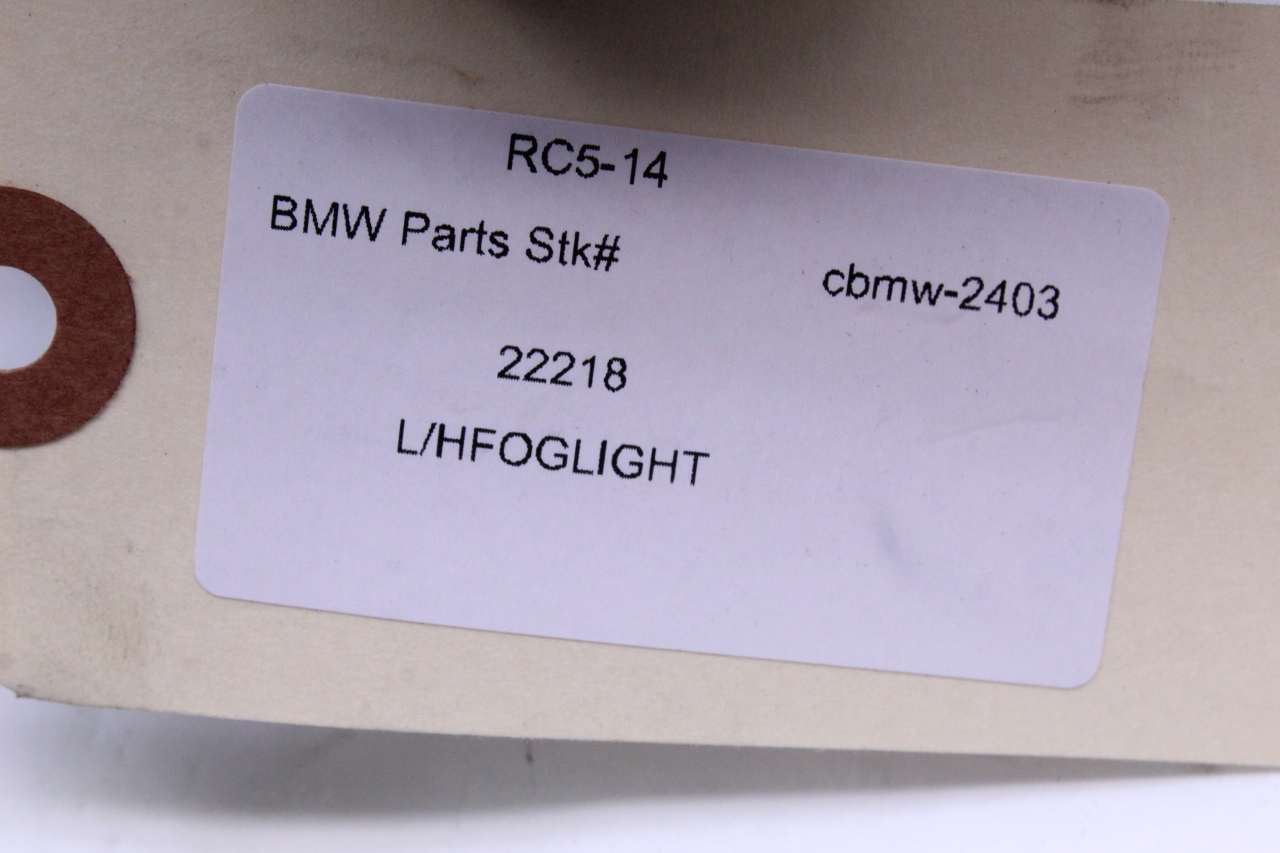 RC5-14
BMW Parts Stk# cbmw-2403
22218
L/HFOGLIGHT